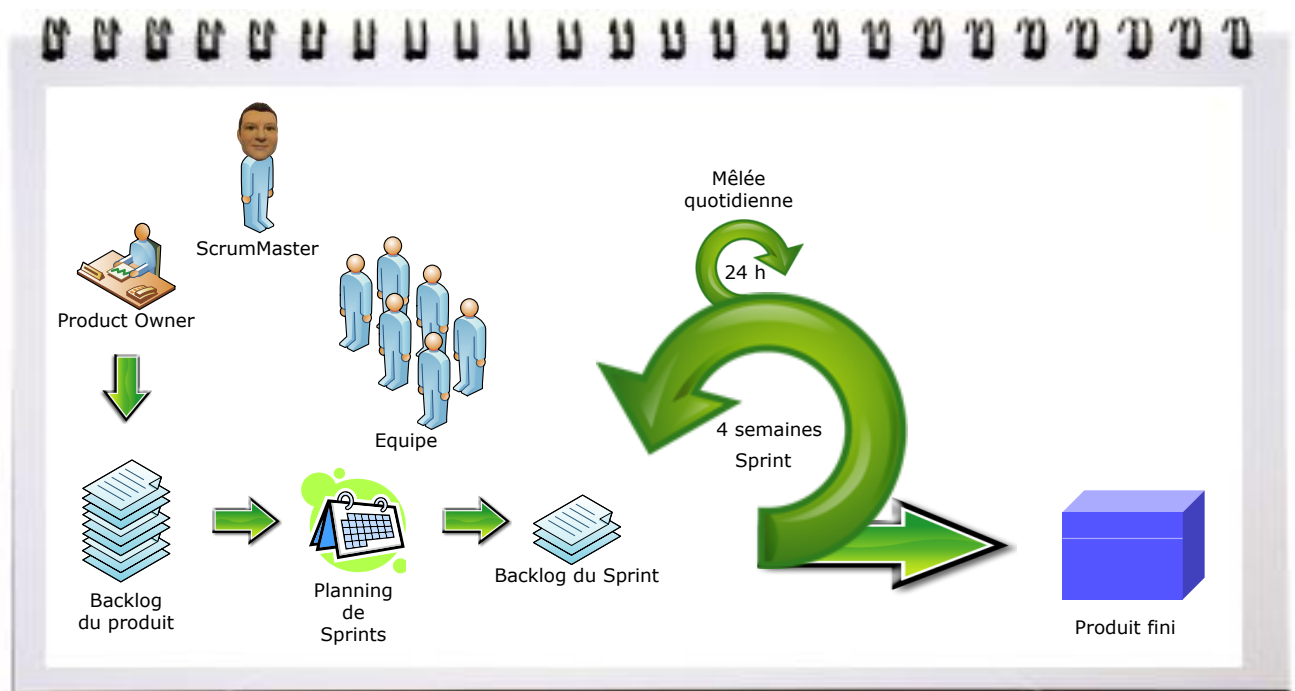 Mêlée
quotidienne
ScrumMaster
24 h
Product Owner
4 semaines
Sprint
Equipe
Backlog du Sprint
Planning
de
Sprints
Backlog
du produit
Produit fini